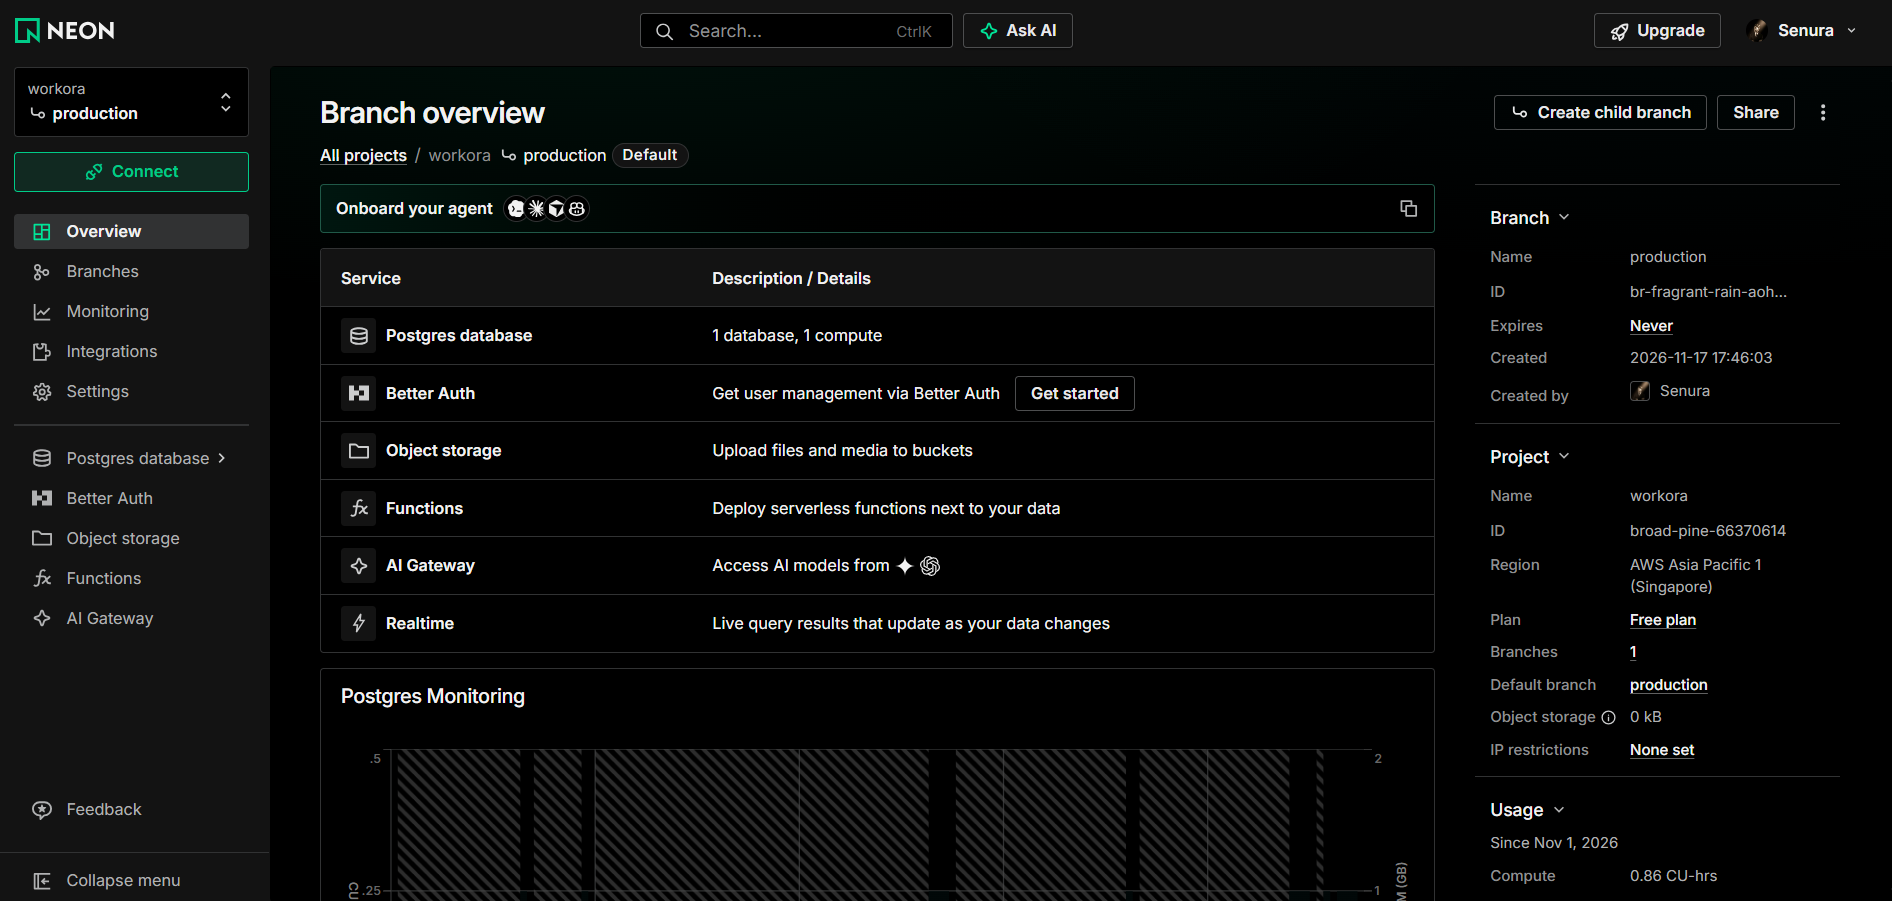 NEON
Search...
CtrlK
Ask AI
Upgrade
Senura
workora
production
Connect
Overview
Branches
Monitoring
Integrations
Settings
Postgres database
Better Auth
Object storage
Functions
AI Gateway
Feedback
Collapse menu
Branch overview
Create child branch
Share
All projects / workora production Default
Onboard your agent
Service Description / Details
Postgres database 1 database, 1 compute
Better Auth Get user management via Better Auth Get started
Object storage Upload files and media to buckets
Functions Deploy serverless functions next to your data
AI Gateway Access AI models from
Realtime Live query results that update as your data changes
Postgres Monitoring
.5
2
.25
1
CU
M (GB)
Branch
Name production
ID br-fragrant-rain-aoh...
Expires Never
Created 2026-11-17 17:46:03
Created by Senura
Project
Name workora
ID broad-pine-66370614
Region AWS Asia Pacific 1
(Singapore)
Plan Free plan
Branches 1
Default branch production
Object storage 0 kB
IP restrictions None set
Usage
Since Nov 1, 2026
Compute 0.86 CU-hrs